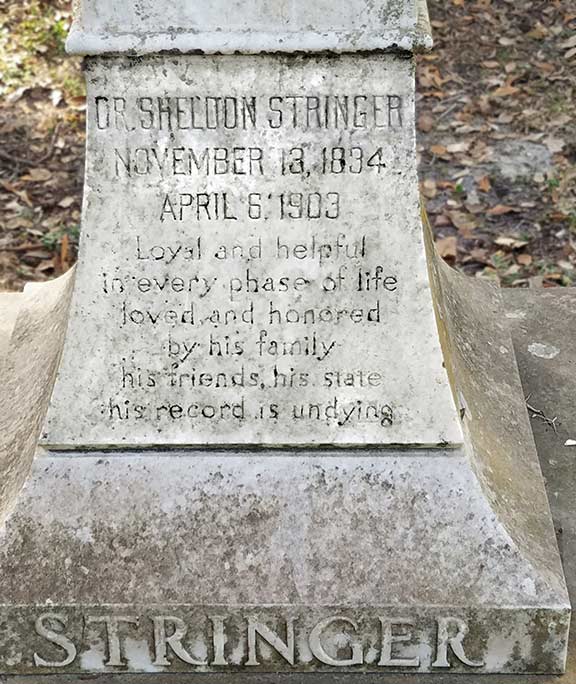 DR. SHELDON STRINGER
NOVEMBER 13, 1834
APRIL 6, 1903
Loyal and helpful
in every phase of life
loved, and honored
by his family
his friends, his state
his record is undying
STRINGER